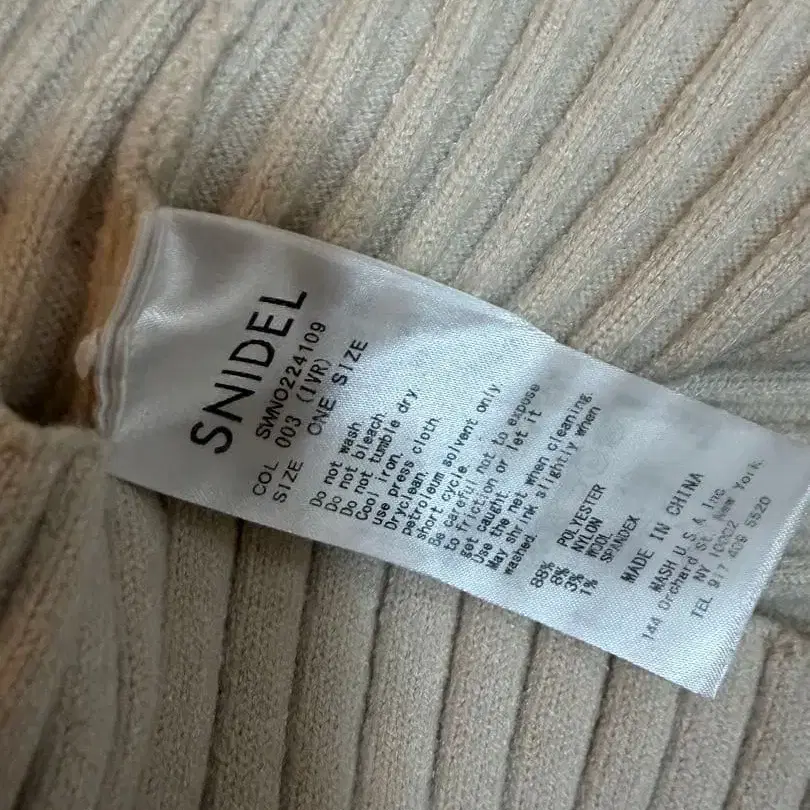 SNIDEL
SWNO224109
COL 003 (IVR)
SIZE ONE SIZE
Do not wash
Do not bleach
Do not tumble dry
Cool iron.
use press cloth
Dryclean.
petroleum solvent only
short cycle
Be careful not to expose
to friction or let it
get caught
Use the net when cleaning.
May shrink slightly when
washed.
88% POLYESTER
8% NYLON
3% WOOL
1% SPANDEX
MADE IN CHINA
MASH U.S.A Inc.
144 Orchard St. New York,
NY 10002
TEL 917 409 5520